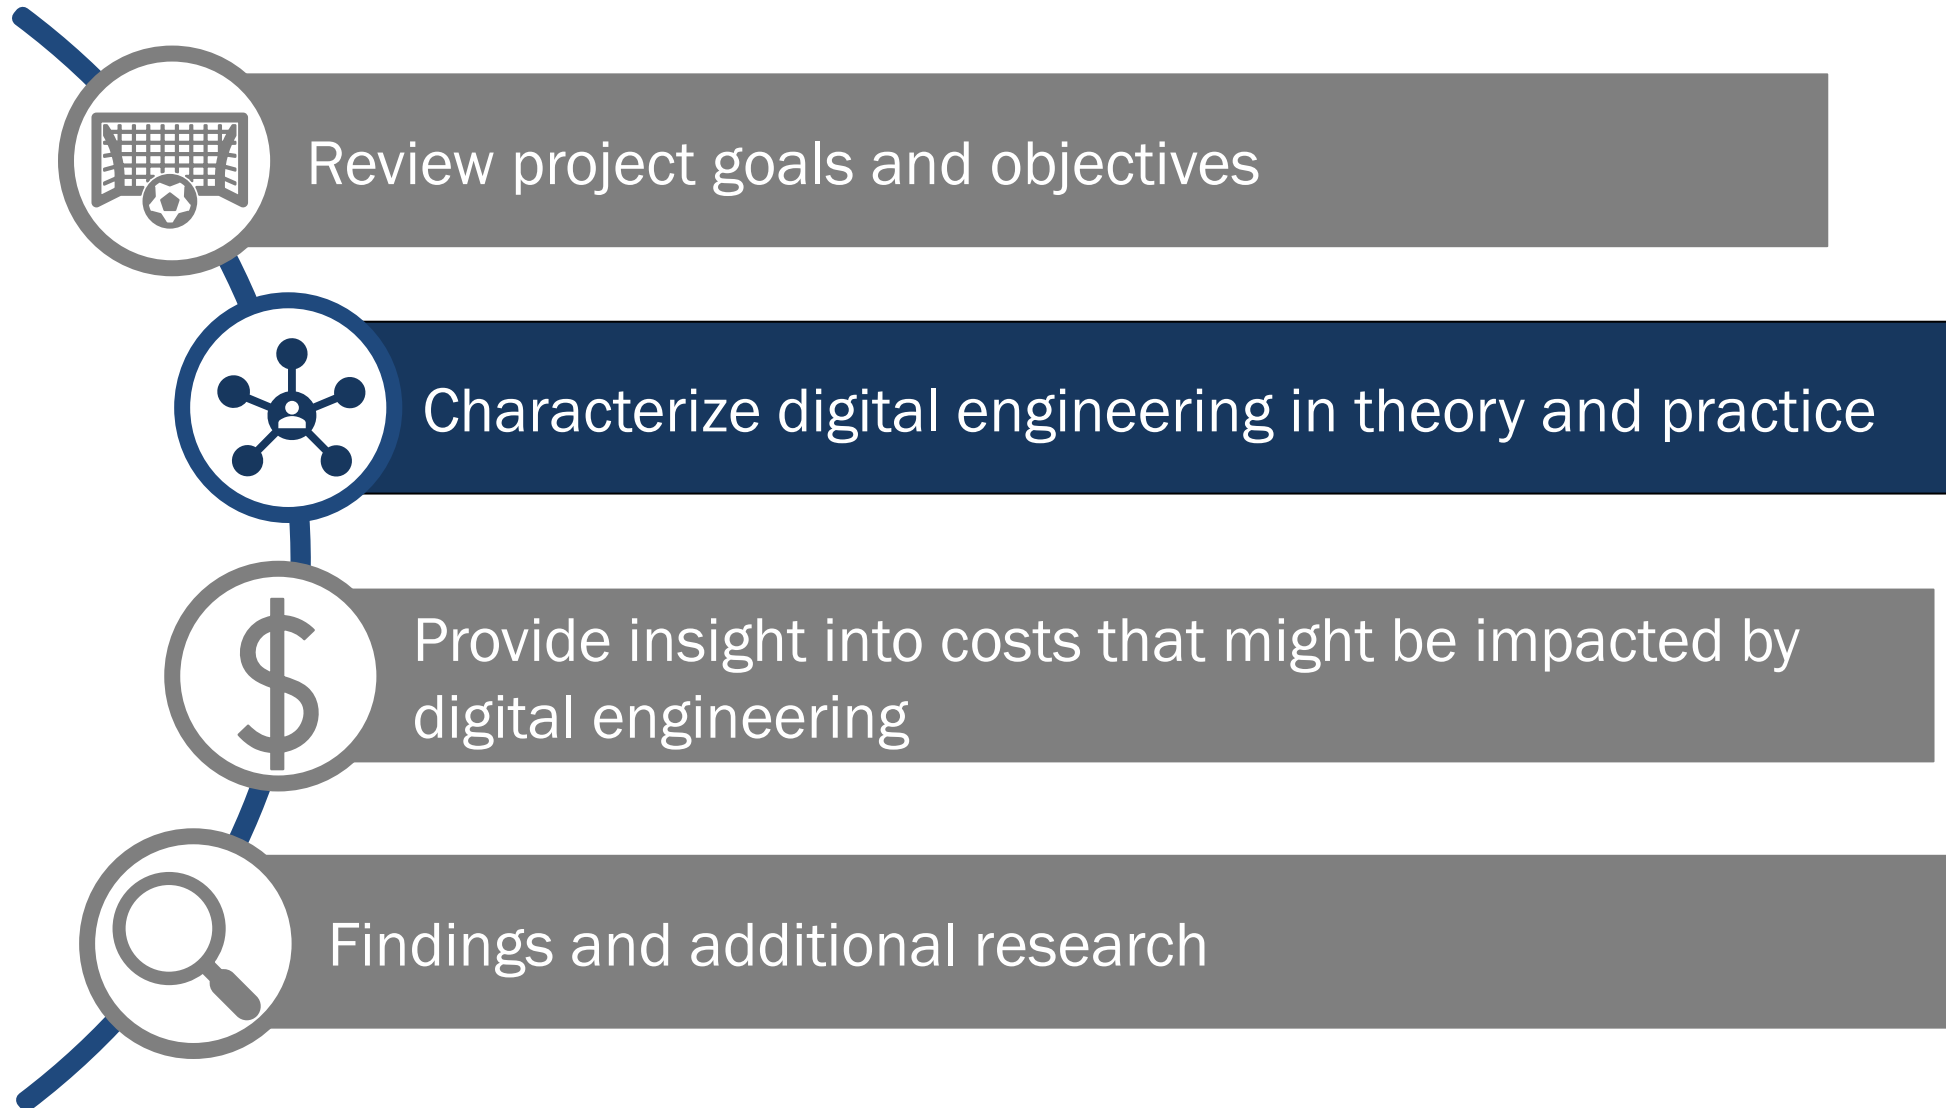 Review project goals and objectives
Characterize digital engineering in theory and practice
Provide insight into costs that might be impacted by
digital engineering
Findings and additional research